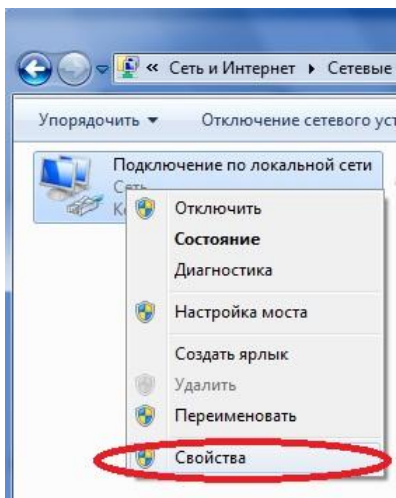 « Сеть и Интернет ▸ Сетевые
Упорядочить ▾ Отключение сетевого уст
Подключение по локальной сети
Сеть
Отключить
Состояние
Диагностика
Настройка моста
Создать ярлык
Удалить
Переименовать
Свойства